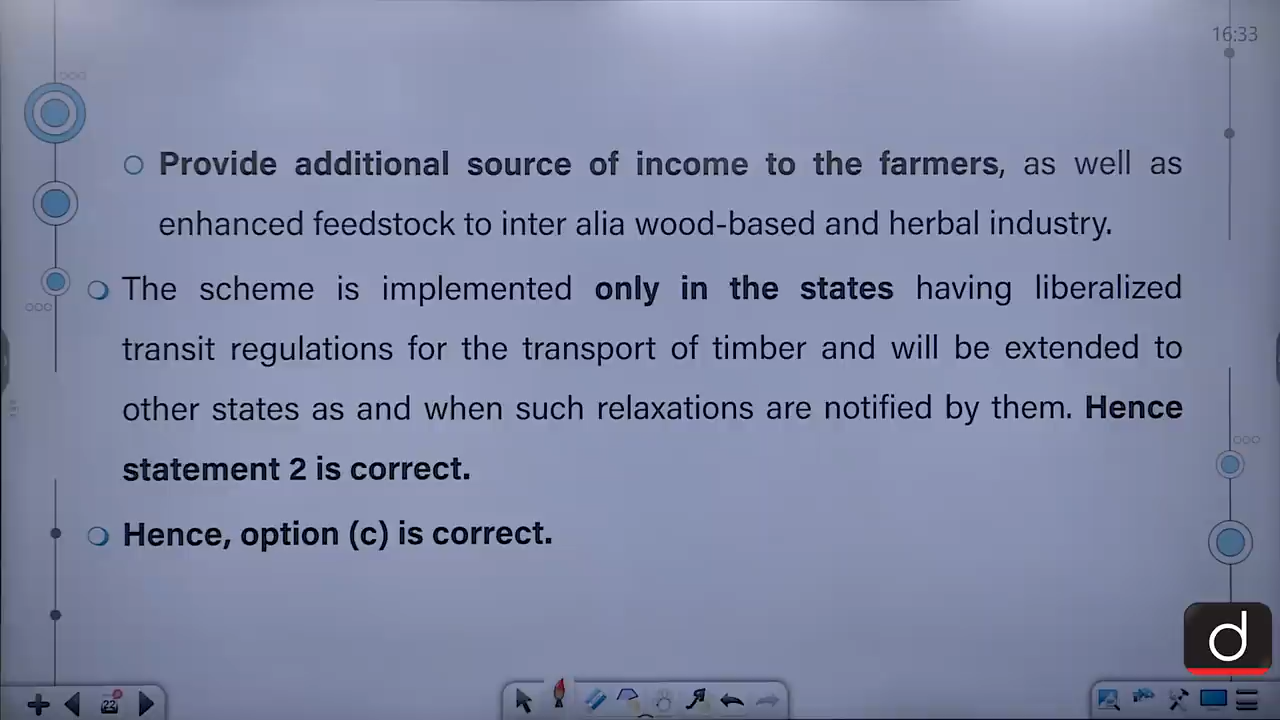 16:33
Provide additional source of income to the farmers, as well as
enhanced feedstock to inter alia wood-based and herbal industry.
The scheme is implemented only in the states having liberalized
transit regulations for the transport of timber and will be extended to
other states as and when such relaxations are notified by them. Hence
statement 2 is correct.
Hence, option (c) is correct.
d
22